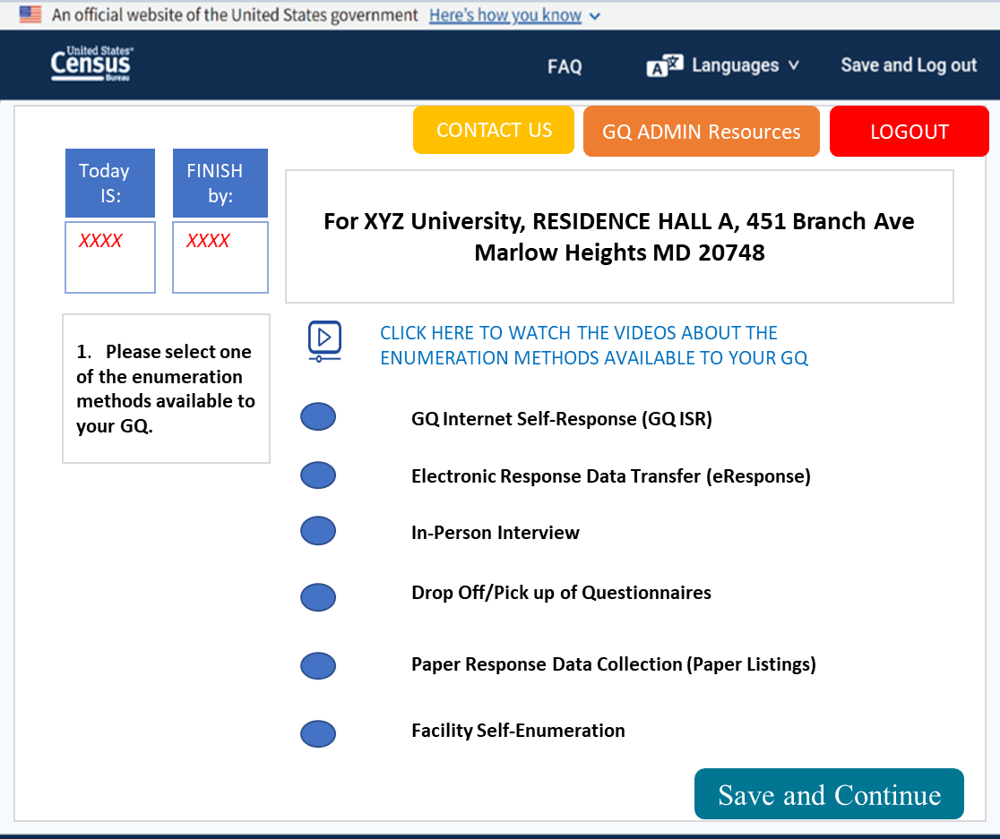 An official website of the United States government Here's how you know
United States
Census
Bureau
FAQ
Languages
Save and Log out
CONTACT US
GQ ADMIN Resources
LOGOUT
Today
IS:
FINISH
by:
XXXX
XXXX
For XYZ University, RESIDENCE HALL A, 451 Branch Ave
Marlow Heights MD 20748
1. Please select one
of the enumeration
methods available to
your GQ.
CLICK HERE TO WATCH THE VIDEOS ABOUT THE
ENUMERATION METHODS AVAILABLE TO YOUR GQ
GQ Internet Self-Response (GQ ISR)
Electronic Response Data Transfer (eResponse)
In-Person Interview
Drop Off/Pick up of Questionnaires
Paper Response Data Collection (Paper Listings)
Facility Self-Enumeration
Save and Continue